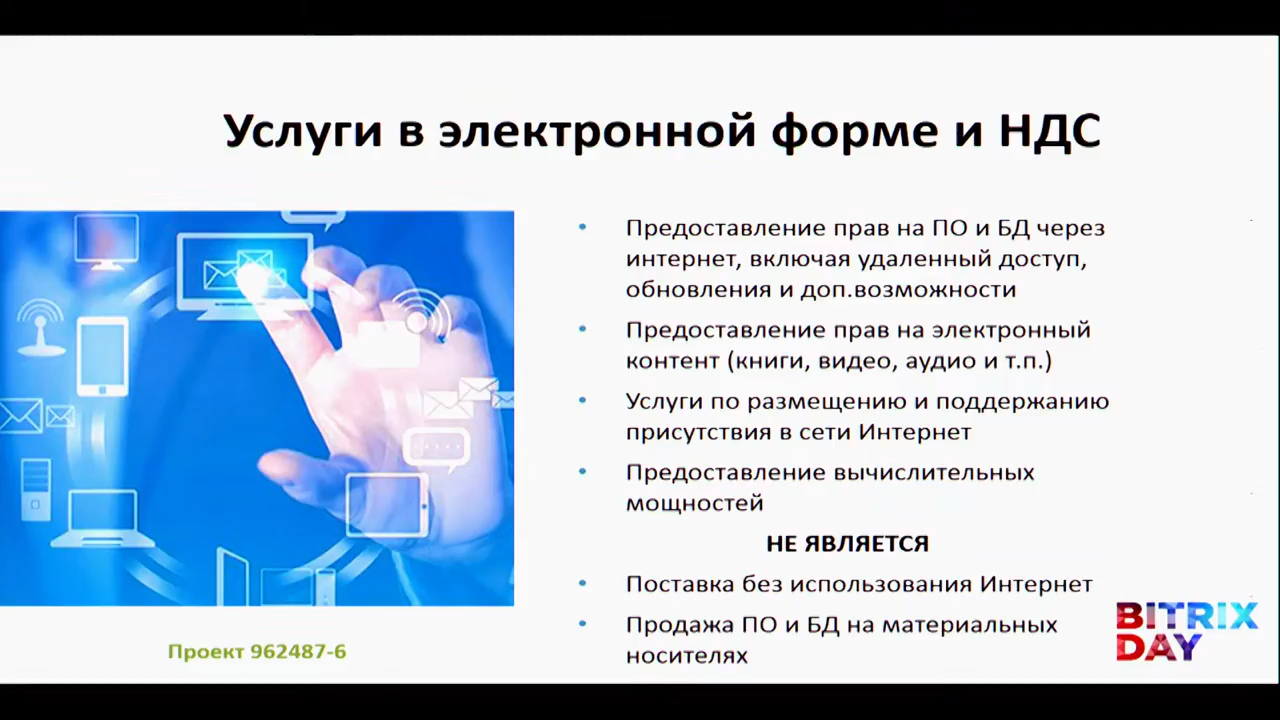 Услуги в электронной форме и НДС
• Предоставление прав на ПО и БД через
интернет, включая удаленный доступ,
обновления и доп.возможности
• Предоставление прав на электронный
контент (книги, видео, аудио и т.п.)
• Услуги по размещению и поддержанию
присутствия в сети Интернет
• Предоставление вычислительных
мощностей
НЕ ЯВЛЯЕТСЯ
• Поставка без использования Интернет
• Продажа ПО и БД на материальных
носителях
Проект 962487-6
BITRIX
DAY